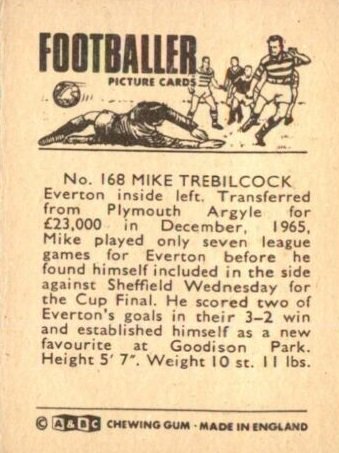 FOOTBALLER
PICTURE CARDS
No. 168 MIKE TREBILCOCK
Everton inside left. Transferred
from Plymouth Argyle for
£23,000 in December, 1965,
Mike played only seven league
games for Everton before he
found himself included in the side
against Sheffield Wednesday for
the Cup Final. He scored two of
Everton's goals in their 3–2 win
and established himself as a new
favourite at Goodison Park.
Height 5' 7". Weight 10 st. 11 lbs.
© A&BC CHEWING GUM · MADE IN ENGLAND